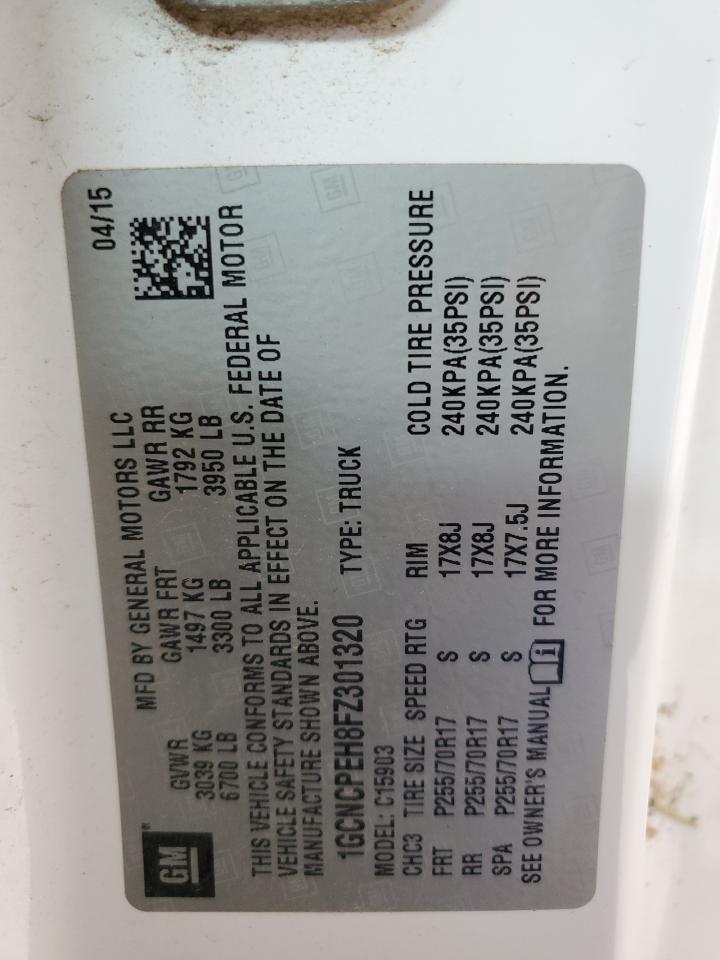 GM®
MFD BY GENERAL MOTORS LLC 04/15
GVWR GAWR FRT GAWR RR
3039 KG 1497 KG 1792 KG
6700 LB 3300 LB 3950 LB
THIS VEHICLE CONFORMS TO ALL APPLICABLE U.S. FEDERAL MOTOR
VEHICLE SAFETY STANDARDS IN EFFECT ON THE DATE OF
MANUFACTURE SHOWN ABOVE.
1GCNCPEH8FZ301320 TYPE: TRUCK
MODEL: C15903
CHC3 TIRE SIZE SPEED RTG RIM COLD TIRE PRESSURE
FRT P255/70R17 S 17X8J 240KPA(35PSI)
RR P255/70R17 S 17X8J 240KPA(35PSI)
SPA P255/70R17 S 17X7.5J 240KPA(35PSI)
SEE OWNER'S MANUAL FOR MORE INFORMATION.